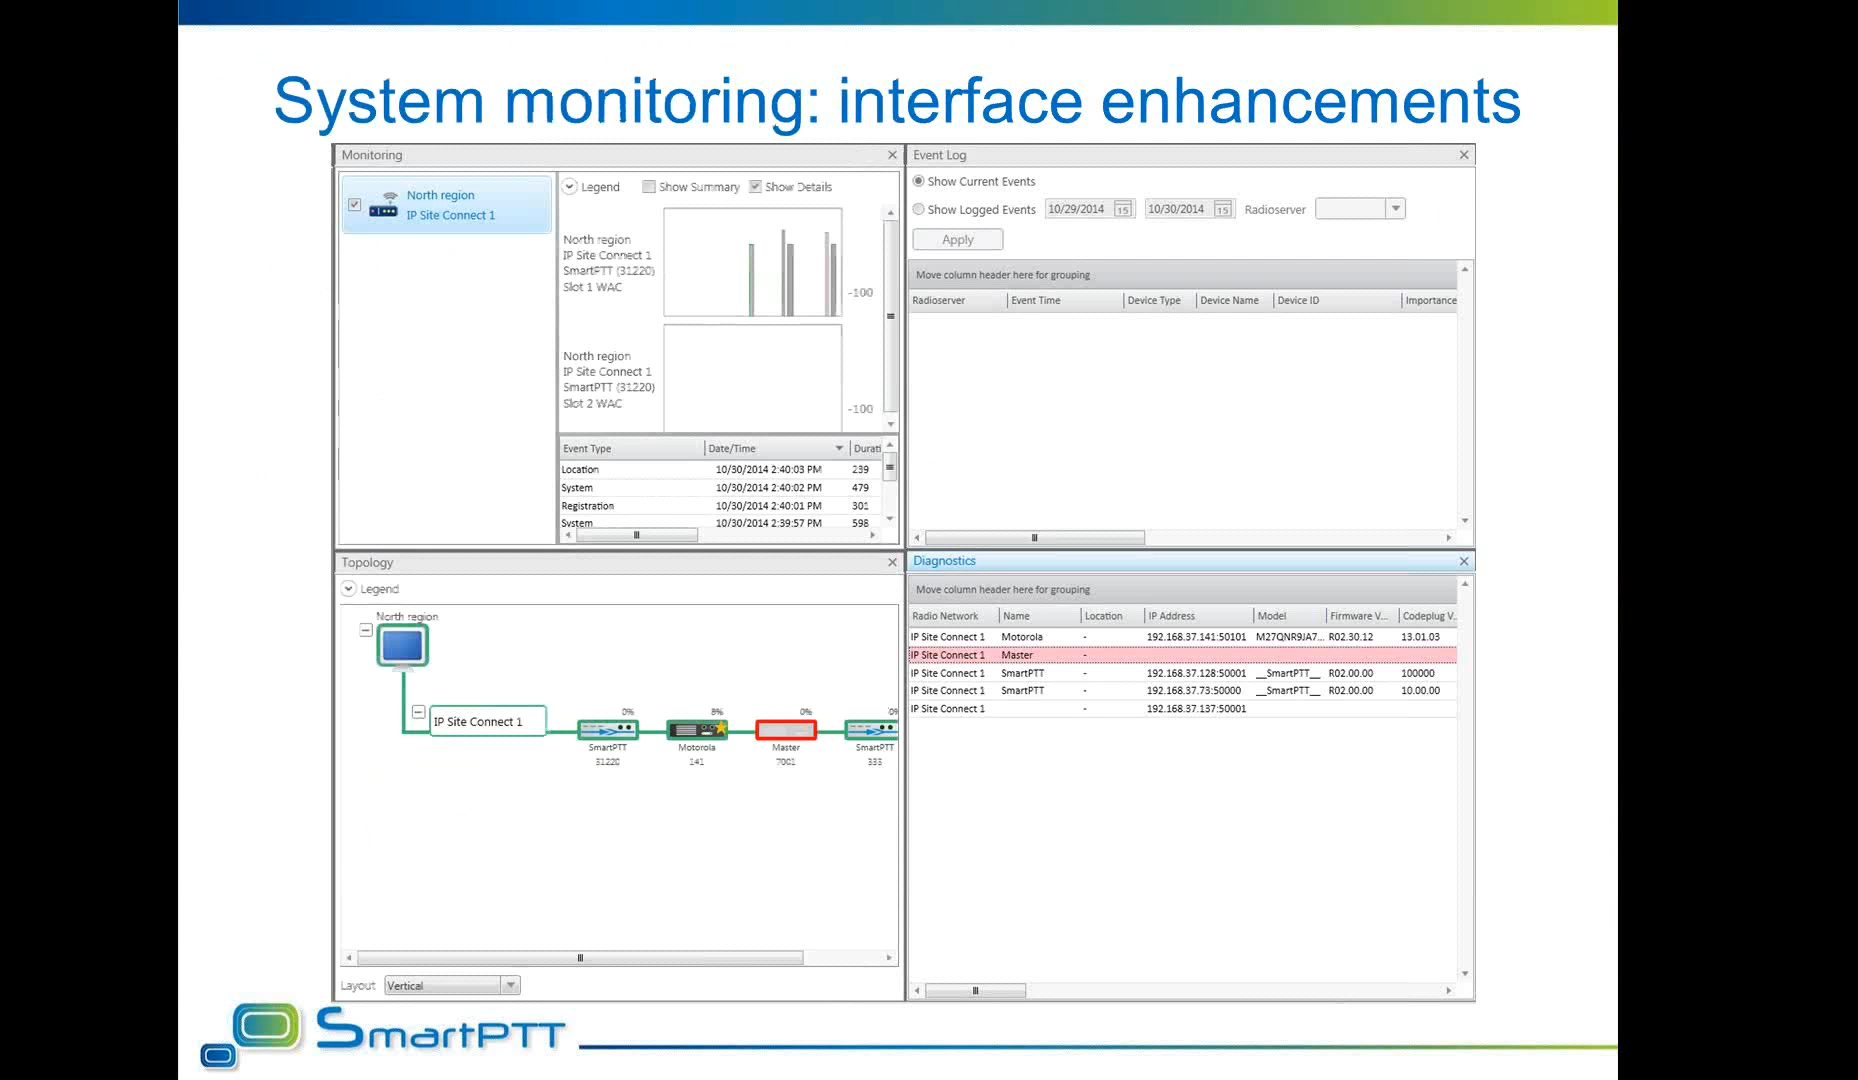 System monitoring: interface enhancements
Monitoring
North region
IP Site Connect 1
Legend Show Summary Show Details
North region
IP Site Connect 1
SmartPTT (31220)
Slot 1 WAC
-100
North region
IP Site Connect 1
SmartPTT (31220)
Slot 2 WAC
-100
Event Type Date/Time Durati
Location 10/30/2014 2:40:03 PM 239
System 10/30/2014 2:40:02 PM 479
Registration 10/30/2014 2:40:01 PM 301
System 10/30/2014 2:39:57 PM 598
Event Log
Show Current Events
Show Logged Events 10/29/2014 15 10/30/2014 15 Radioserver
Apply
Move column header here for grouping
Radioserver Event Time Device Type Device Name Device ID Importance
Topology
Legend
North region
IP Site Connect 1
0% 8% 0% 0%
SmartPTT Motorola Master SmartPTT
31220 141 7001 333
Layout Vertical
Diagnostics
Move column header here for grouping
Radio Network Name Location IP Address Model Firmware V... Codeplug V...
IP Site Connect 1 Motorola - 192.168.37.141:50101 M27QNR9JA7... R02.30.12 13.01.03
IP Site Connect 1 Master -
IP Site Connect 1 SmartPTT - 192.168.37.128:50001 __SmartPTT__ R02.00.00 100000
IP Site Connect 1 SmartPTT - 192.168.37.73:50000 __SmartPTT__ R02.00.00 10.00.00
IP Site Connect 1 - 192.168.37.137:50001
SmartPTT